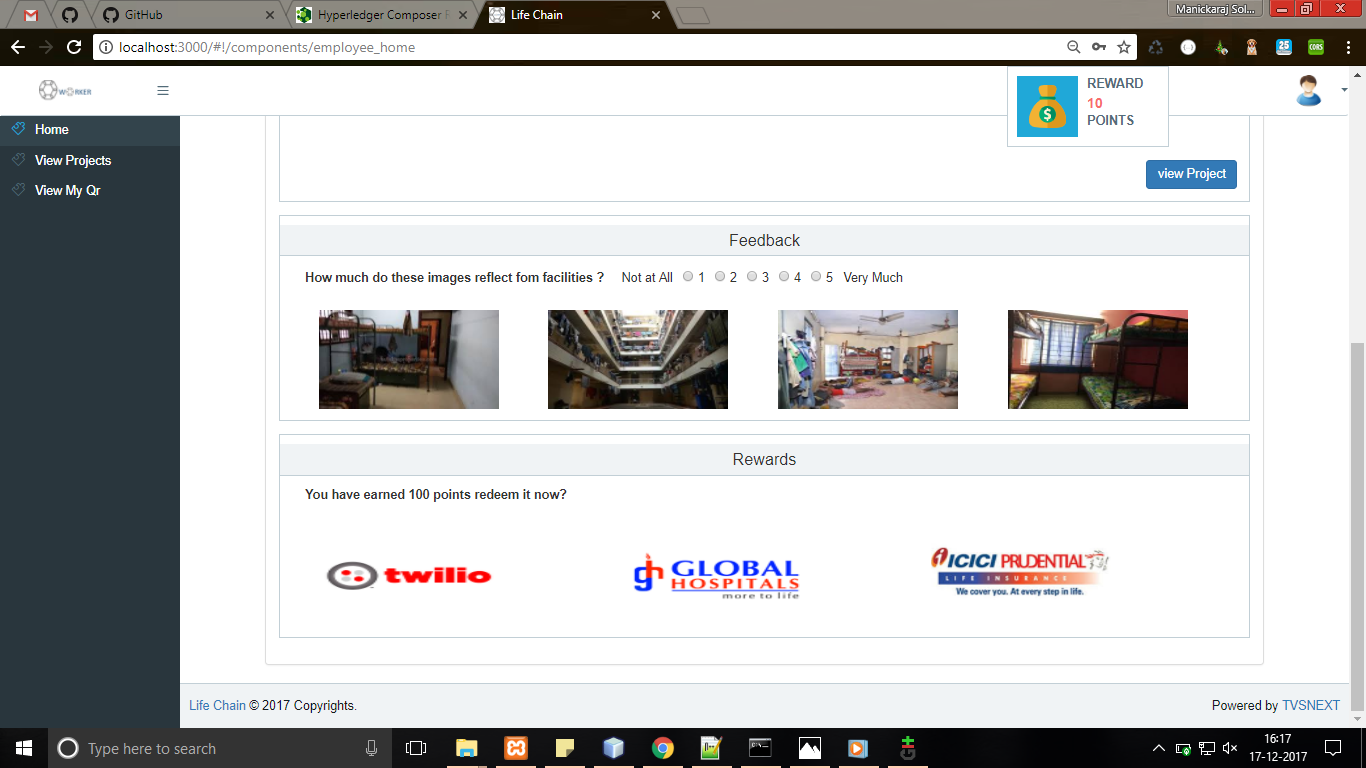 GitHub
Hyperledger Composer
Life Chain
Manickaraj Sol...
localhost:3000/#!/components/employee_home
25
CORS
WORKER
REWARD
10
POINTS
Home
View Projects
View My Qr
view Project
Feedback
How much do these images reflect fom facilities ? Not at All 1 2 3 4 5 Very Much
Rewards
You have earned 100 points redeem it now?
twilio
gh GLOBAL
HOSPITALS
more to life
ICICI PRUDENTIAL
LIFE INSURANCE
We cover you. At every step in life.
Life Chain © 2017 Copyrights.
Powered by TVSNEXT
Type here to search
16:17
17-12-2017